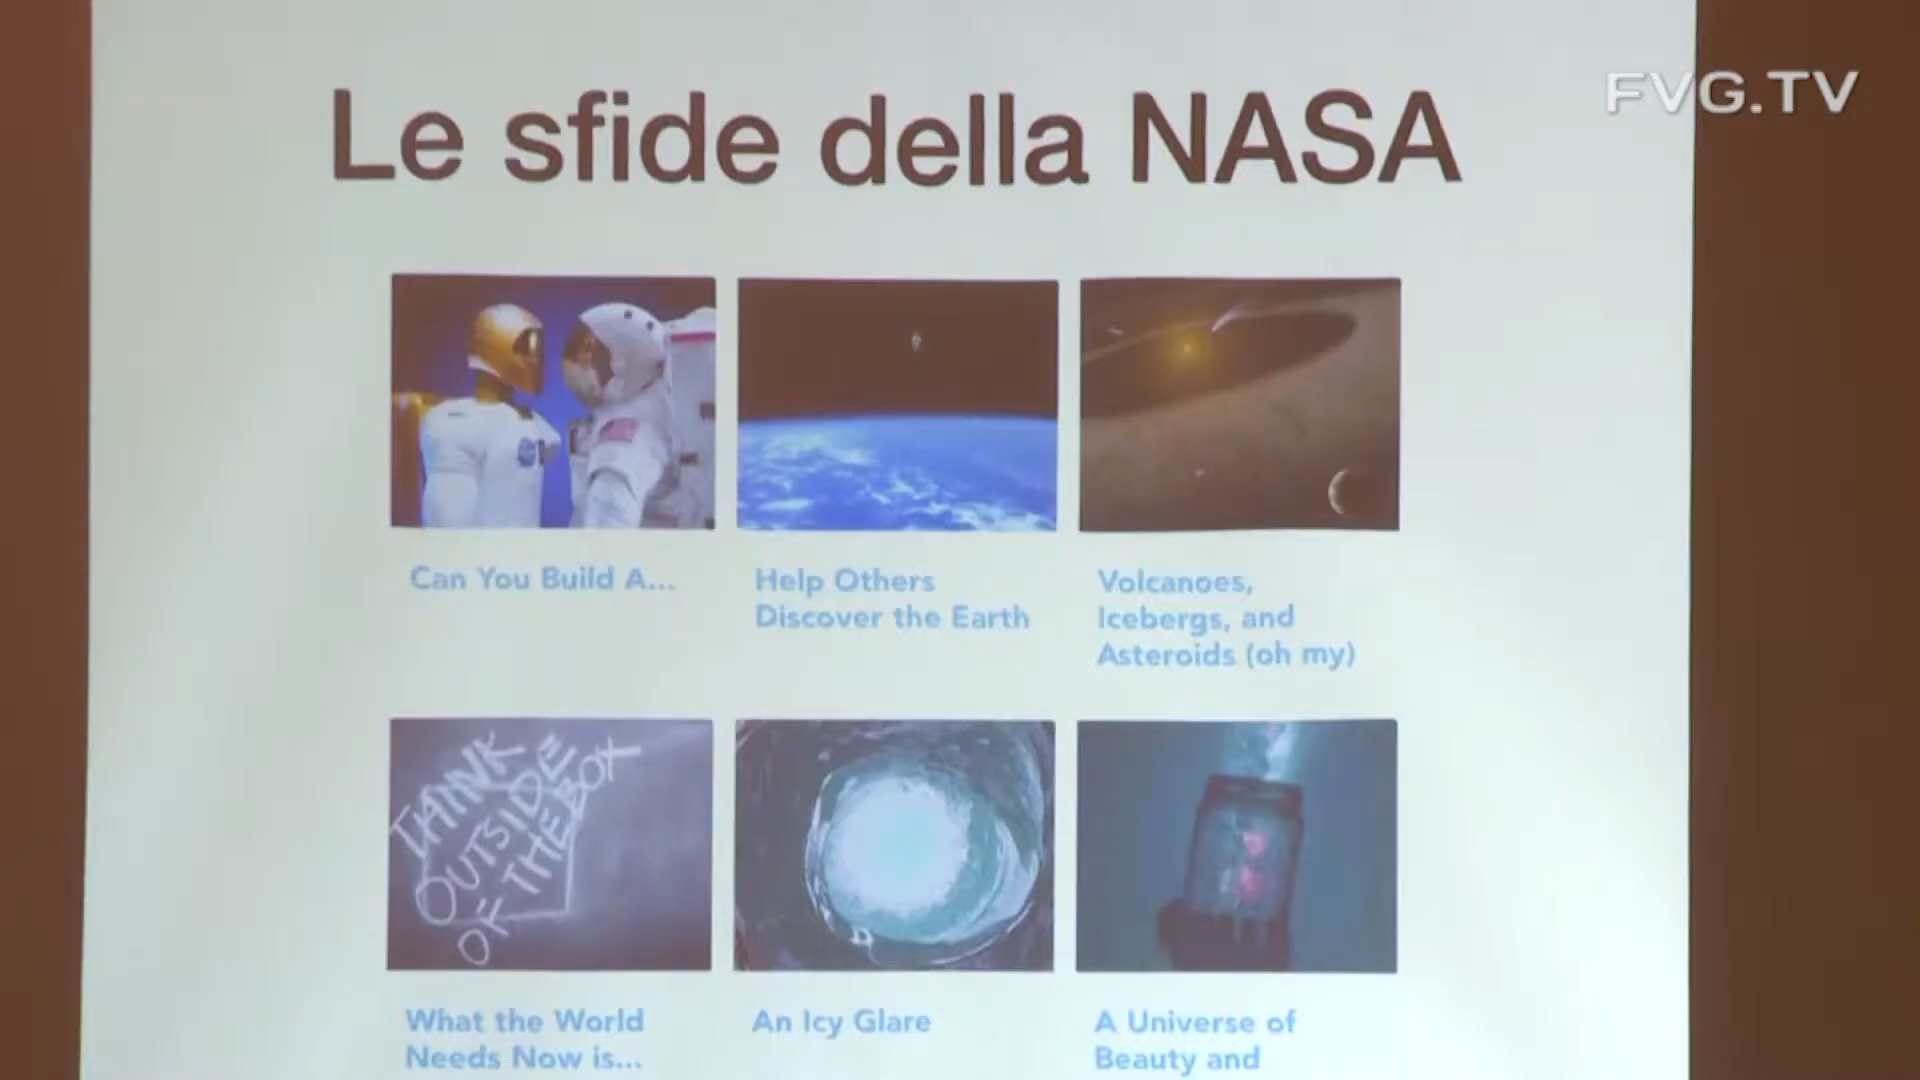 FVG.TV
Le sfide della NASA
Can You Build A...
Help Others
Discover the Earth
Volcanoes,
Icebergs, and
Asteroids (oh my)
THINK
OUTSIDE
OF THE BOX
What the World
Needs Now is...
An Icy Glare
A Universe of
Beauty and